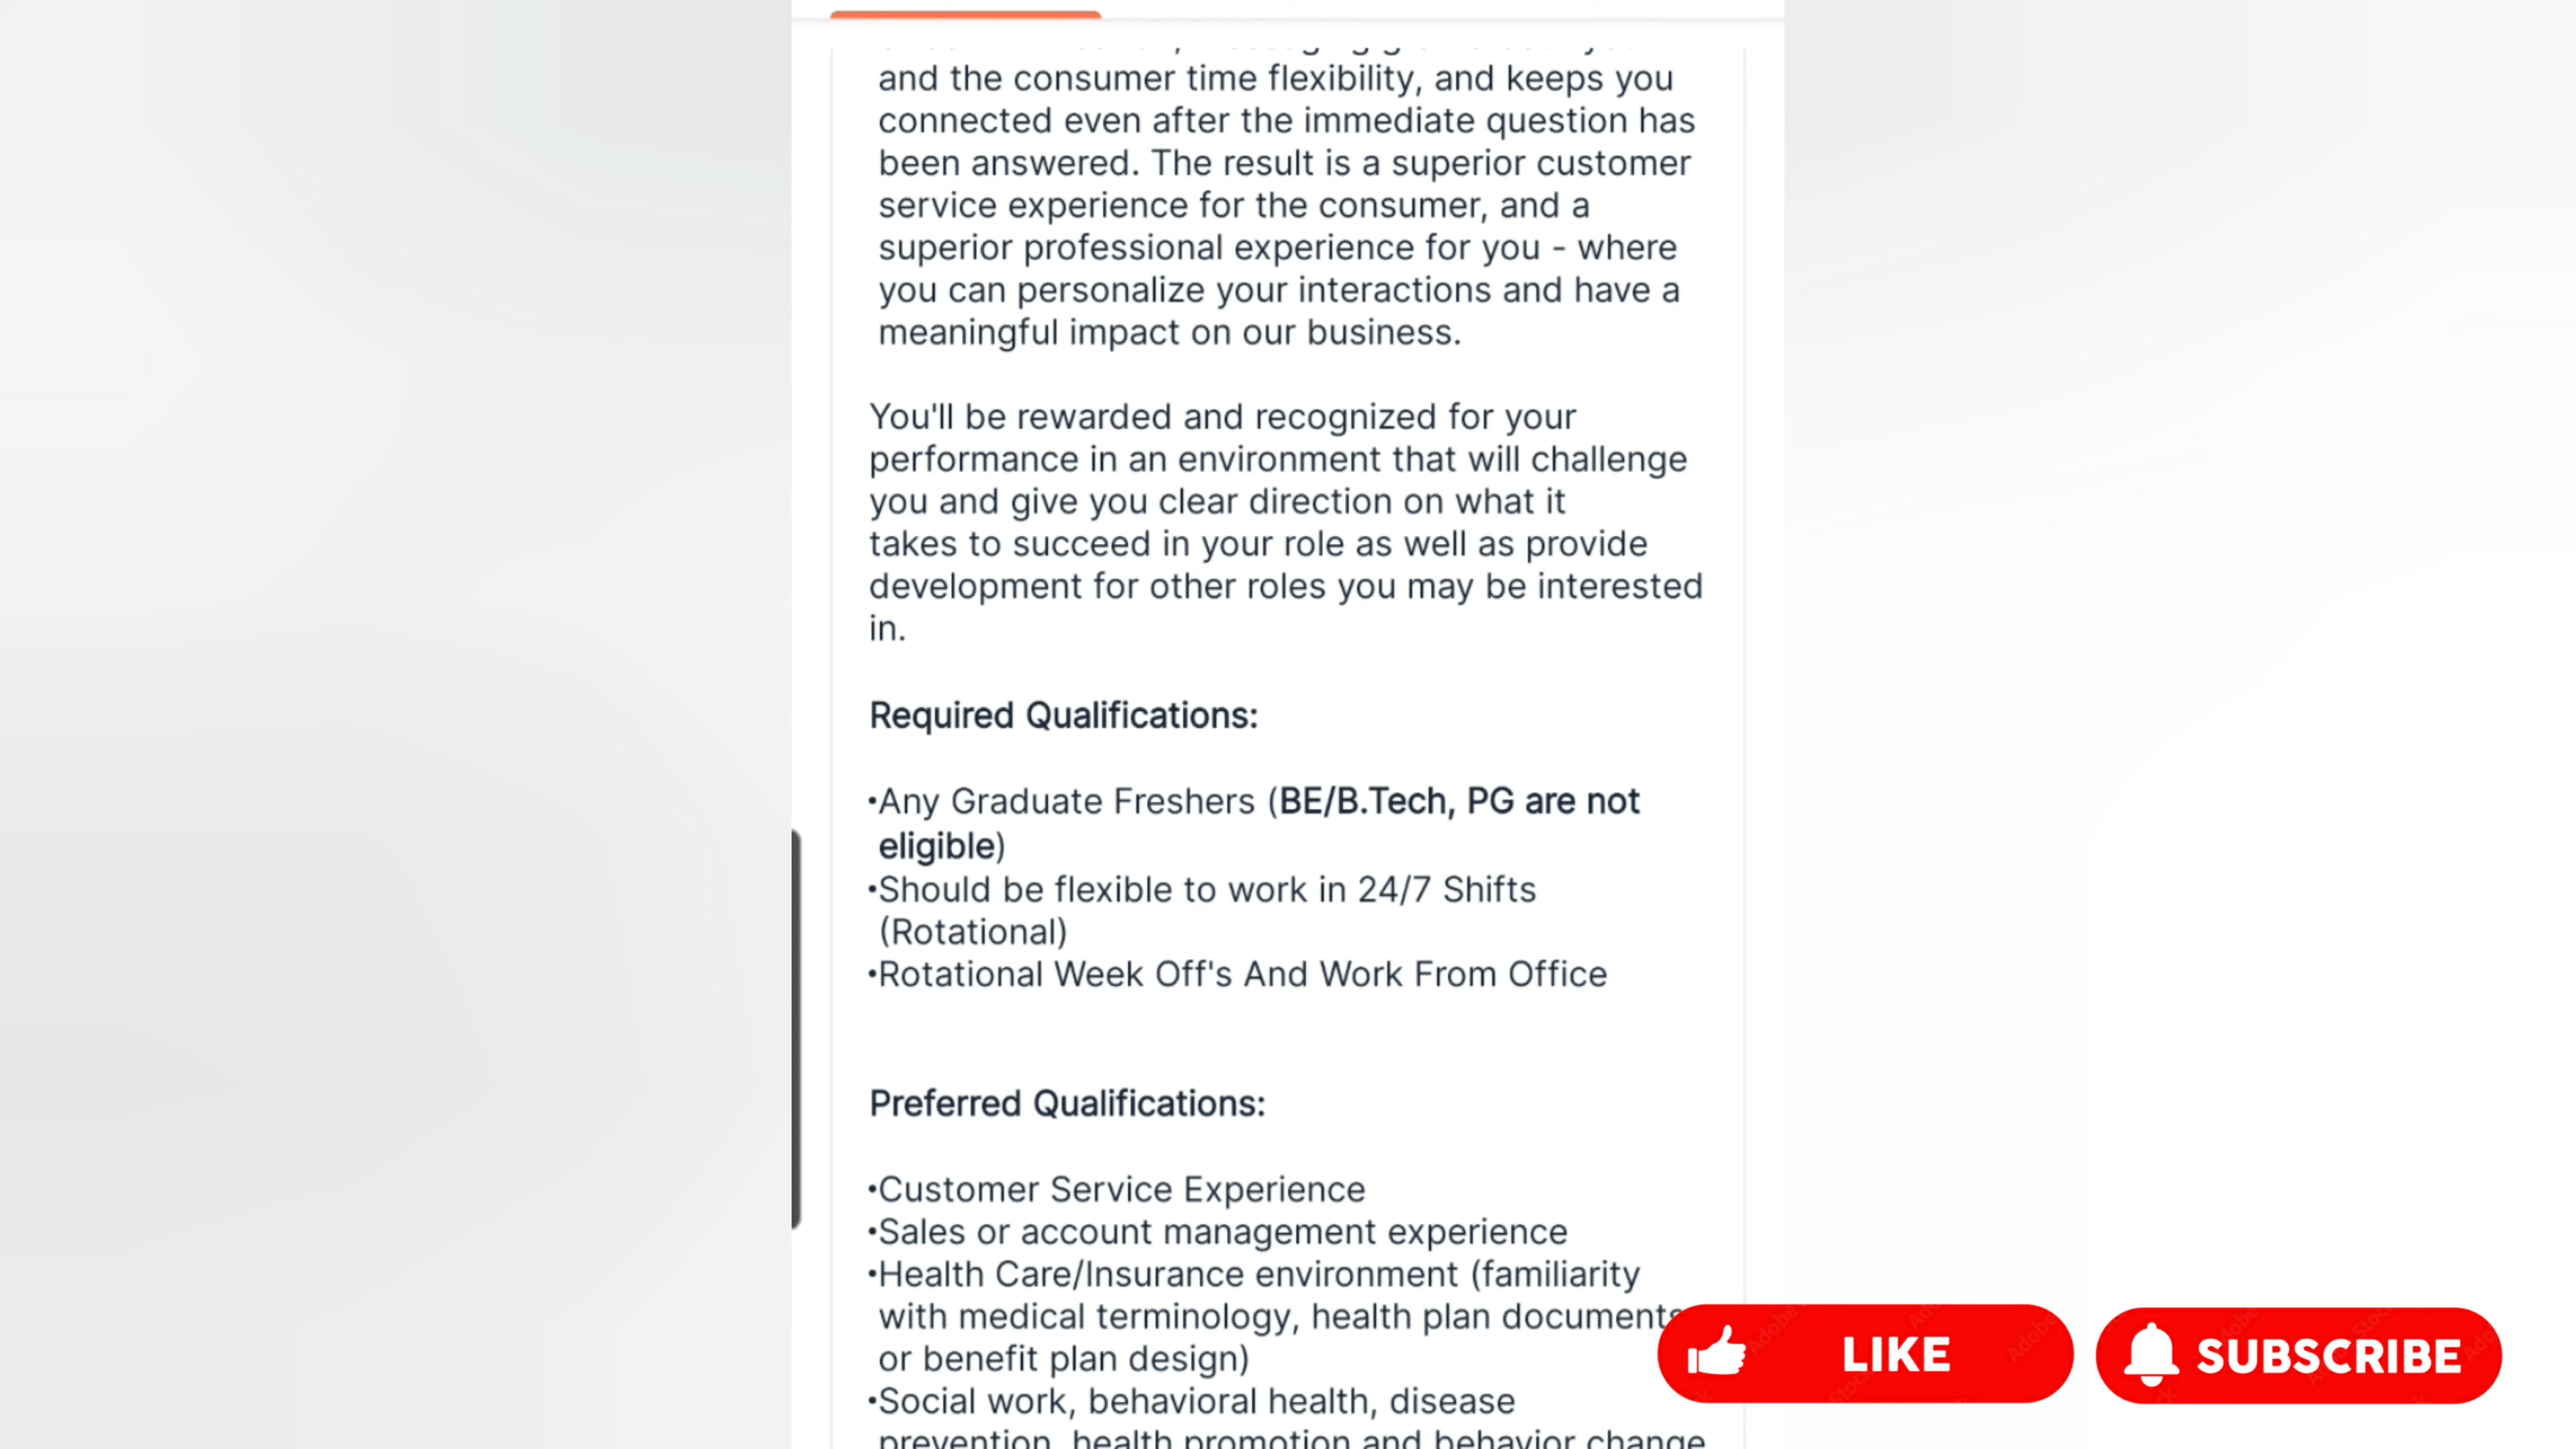 and the consumer time flexibility, and keeps you
connected even after the immediate question has
been answered. The result is a superior customer
service experience for the consumer, and a
superior professional experience for you - where
you can personalize your interactions and have a
meaningful impact on our business.
You'll be rewarded and recognized for your
performance in an environment that will challenge
you and give you clear direction on what it
takes to succeed in your role as well as provide
development for other roles you may be interested
in.
Required Qualifications:
•Any Graduate Freshers (BE/B.Tech, PG are not
eligible)
•Should be flexible to work in 24/7 Shifts
(Rotational)
•Rotational Week Off's And Work From Office
Preferred Qualifications:
•Customer Service Experience
•Sales or account management experience
•Health Care/Insurance environment (familiarity
with medical terminology, health plan documents
or benefit plan design)
•Social work, behavioral health, disease
prevention, health promotion and behavior change
LIKE
SUBSCRIBE